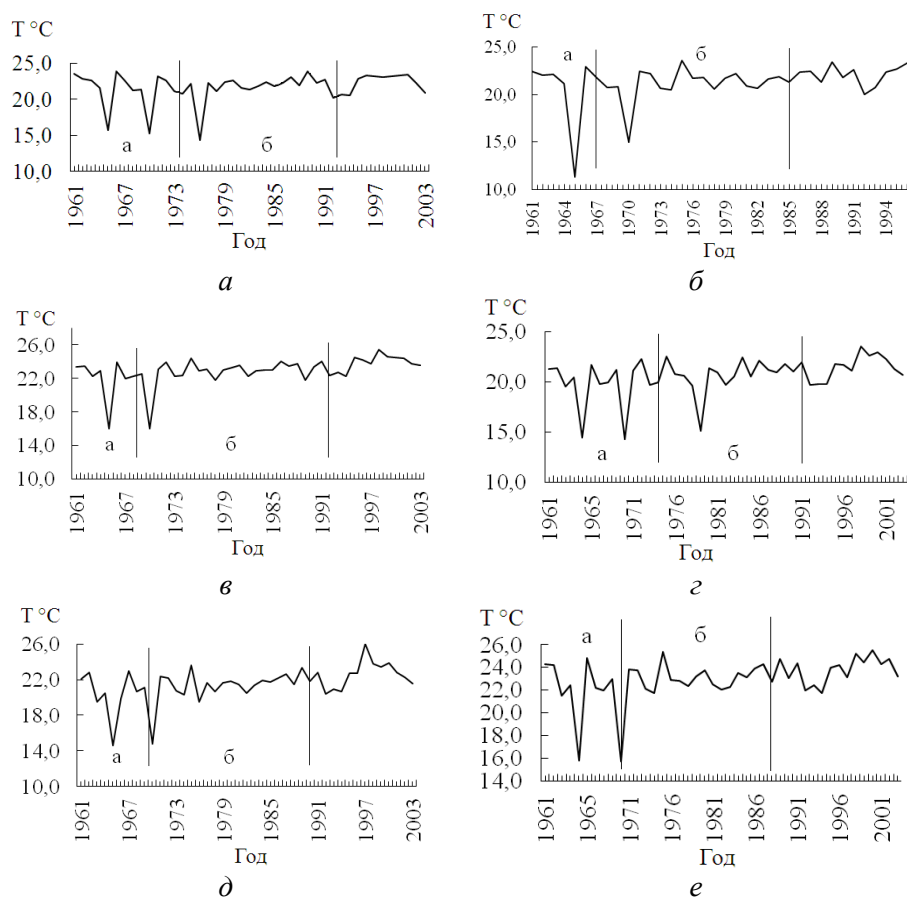 T °C
25,0
20,0
15,0
10,0
а
б
1961
1967
1973
1979
1985
1991
1997
2003
Год
а
T °C
25,0
20,0
15,0
10,0
а
б
1961
1964
1967
1970
1973
1976
1979
1982
1985
1988
1991
1994
Год
б
T °C
26,0
22,0
18,0
14,0
10,0
а
б
1961
1967
1973
1979
1985
1991
1997
2003
Год
в
T °C
25,0
20,0
15,0
10,0
а
б
1961
1965
1971
1976
1981
1986
1991
1996
2001
Год
г
T °C
26,0
22,0
18,0
14,0
10,0
а
б
1961
1967
1973
1979
1985
1991
1997
2003
Год
д
T °C
26,0
24,0
22,0
20,0
18,0
16,0
14,0
а
б
1961
1965
1971
1976
1981
1986
1991
1996
2001
Год
е